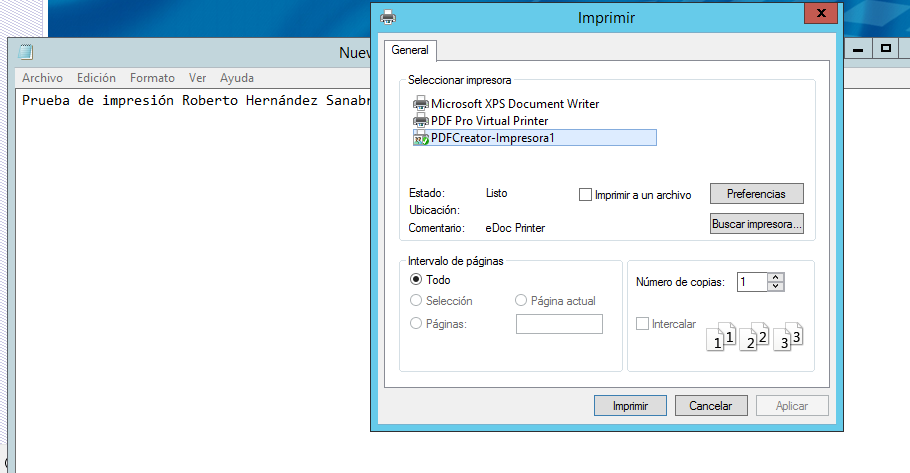 Imprimir
x
Nuev
General
Archivo Edición Formato Ver Ayuda
Prueba de impresión Roberto Hernández Sanabr
Seleccionar impresora
Microsoft XPS Document Writer
PDF Pro Virtual Printer
PDFCreator-Impresora1
Estado: Listo
Imprimir a un archivo
Preferencias
Ubicación:
Comentario: eDoc Printer
Buscar impresora...
Intervalo de páginas
Todo
Selección
Página actual
Páginas:
Número de copias: 1
Intercalar
1 1 2 2 3 3
Imprimir Cancelar Aplicar